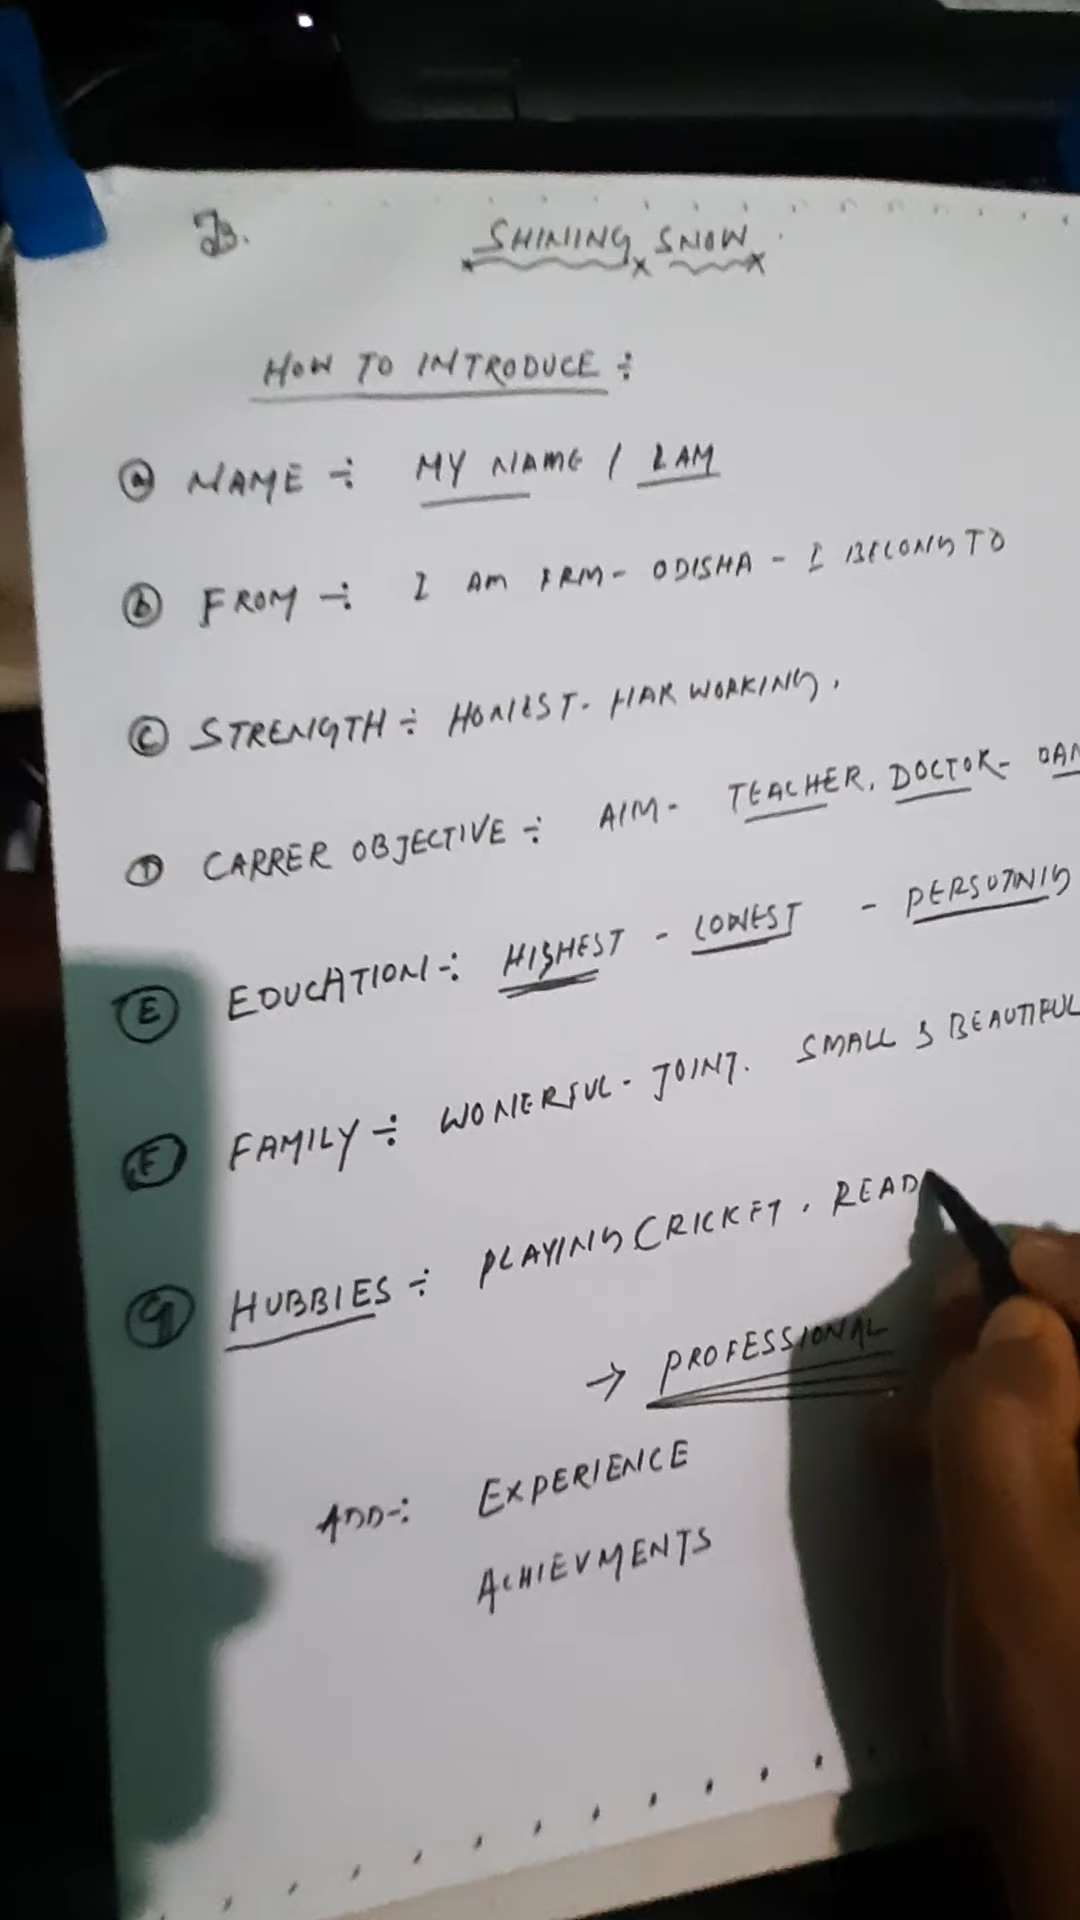 SHINING SNOW
HOW TO INTRODUCE ÷
(a) NAME ÷ MY NAME / I AM
(b) FROM ÷ I AM FRM - ODISHA - I BELONG TO
(C) STRENGTH ÷ HONEST. HAR WORKING.
(D) CARRER OBJECTIVE ÷ AIM - TEACHER, DOCTOR - DAN
(E) EDUCATION ÷ HIGHEST - LOWEST -
(F) FAMILY ÷ WONERFUL - JOINT. SMALL & BEAUTIFUL
(g) HUBBIES ÷ PLAYING CRICKET, READ
→ PROFESSIONAL
ADD ÷ EXPERIENCE
ACHIEVMENTS